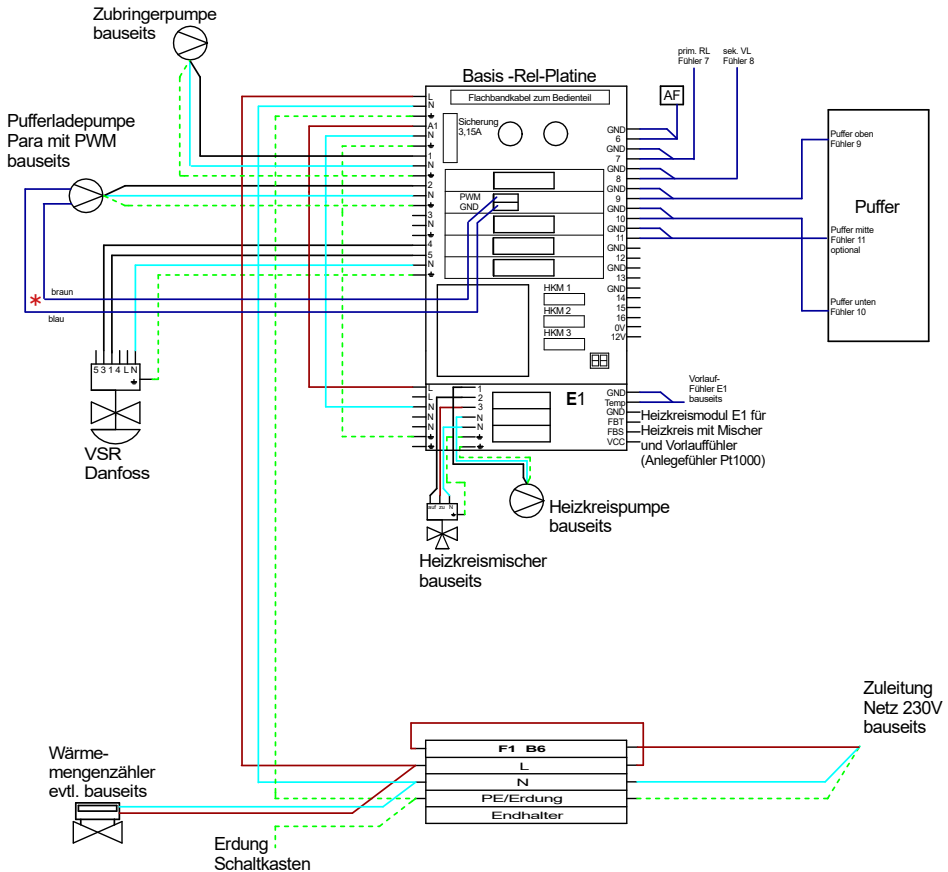 Zubringerpumpe
bauseits
prim. RL
Fühler 7
sek. VL
Fühler 8
Basis -Rel-Platine
Flachbandkabel zum Bedienteil
AF
Pufferladepumpe
Para mit PWM
bauseits
Sicherung
3,15A
L
N
A1
N
1
N
2
N
3
N
4
5
N
PWM
GND
GND
6
GND
7
GND
8
GND
9
GND
10
GND
11
GND
12
GND
13
GND
14
15
16
0V
12V
Puffer oben
Fühler 9
Puffer
Puffer mitte
Fühler 11
optional
Puffer unten
Fühler 10
HKM 1
HKM 2
HKM 3
*
braun
blau
5 3 1 4 L N
VSR
Danfoss
L
L
N
N
N
1
2
3
N
N
E1
GND
Temp
GND
FBT
FBS
VCC
Vorlauf-
Fühler E1
bauseits
Heizkreismodul E1 für
Heizkreis mit Mischer
und Vorlauffühler
(Anlegefühler Pt1000)
auf zu N
Heizkreispumpe
bauseits
Heizkreismischer
bauseits
Zuleitung
Netz 230V
bauseits
F1 B6
L
N
PE/Erdung
Endhalter
Wärme-
mengenzähler
evtl. bauseits
Erdung
Schaltkasten